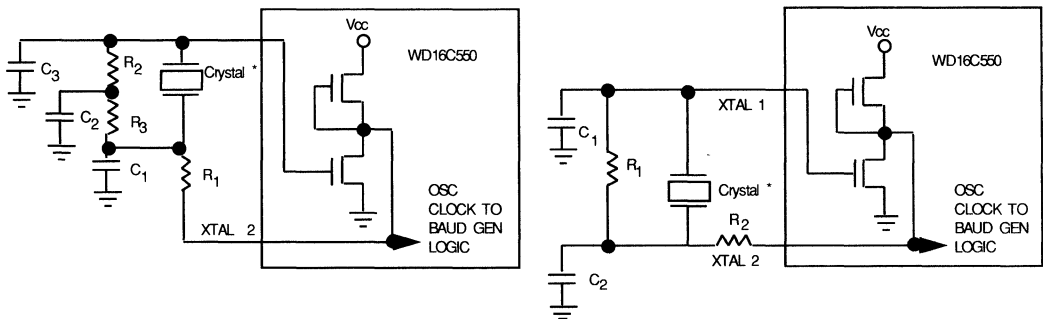 Vcc
WD16C550
C3
R2
Crystal *
C2
R3
C1
R1
XTAL 2
OSC
CLOCK TO
BAUD GEN
LOGIC
Vcc
WD16C550
XTAL 1
C1
R1
Crystal *
R2
XTAL 2
C2
OSC
CLOCK TO
BAUD GEN
LOGIC